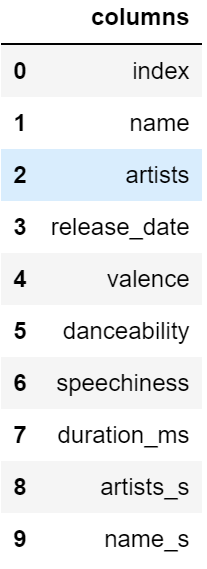 columns
0 index
1 name
2 artists
3 release_date
4 valence
5 danceability
6 speechiness
7 duration_ms
8 artists_s
9 name_s